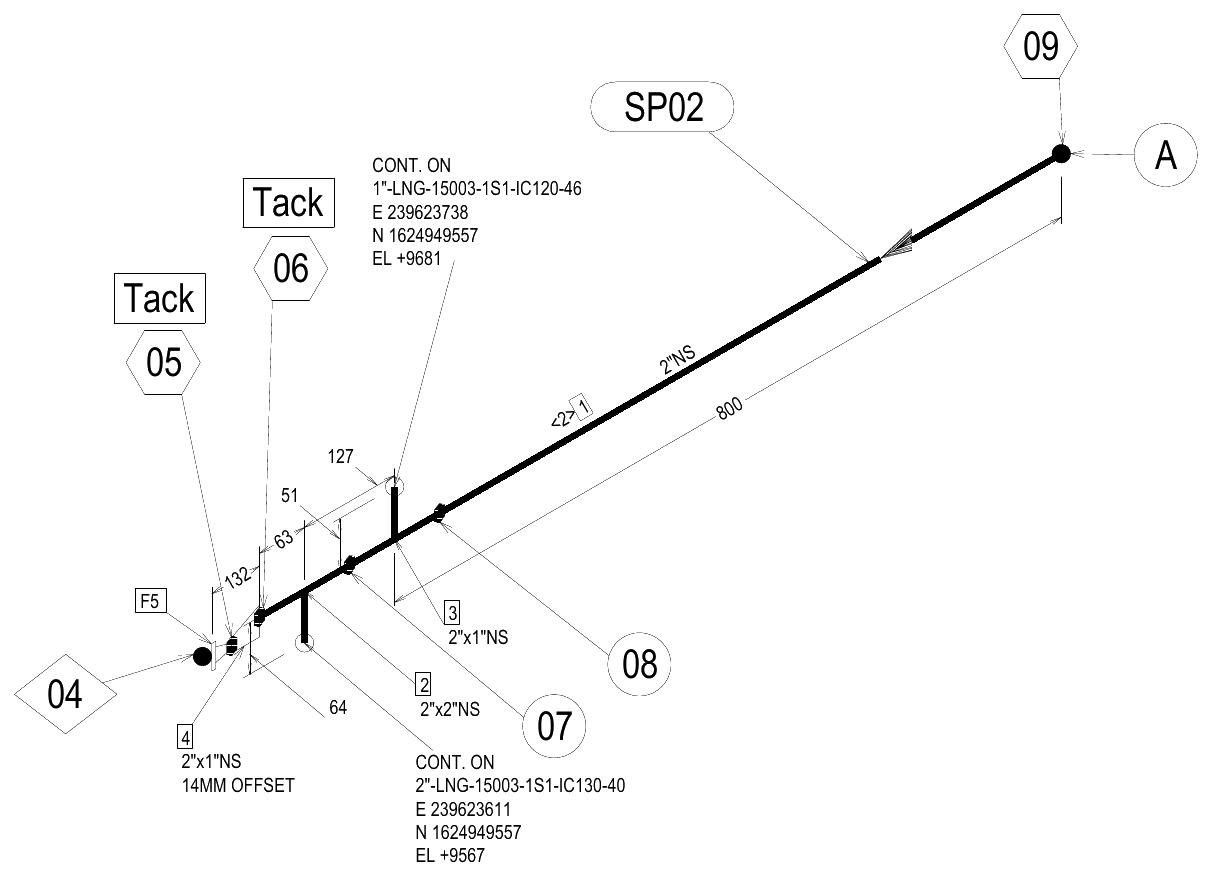 09
SP02
A
CONT. ON
1"-LNG-15003-1S1-IC120-46
E 239623738
N 1624949557
EL +9681
Tack
06
Tack
05
2"NS
<2> 1
800
127
51
63
132
F5
3
2"x1"NS
08
04
2
2"x2"NS
64
07
4
2"x1"NS
14MM OFFSET
CONT. ON
2"-LNG-15003-1S1-IC130-40
E 239623611
N 1624949557
EL +9567